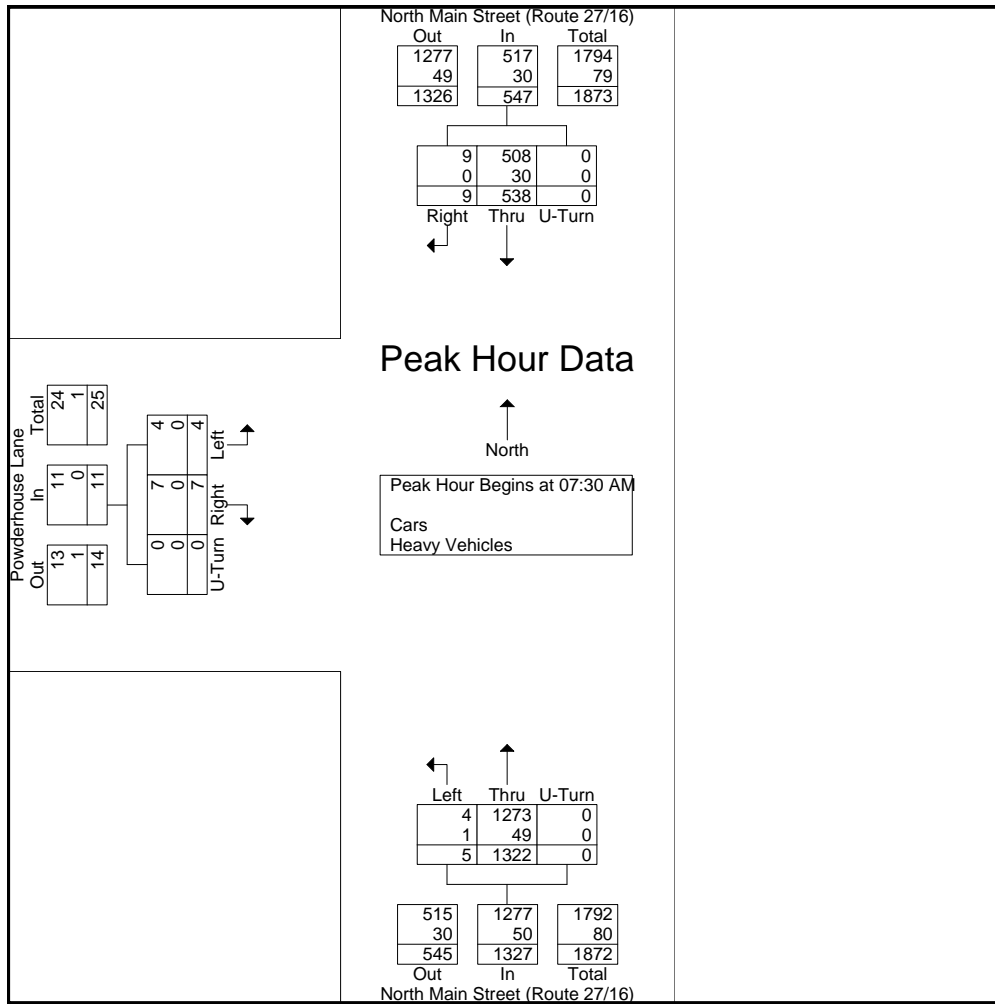 North Main Street (Route 27/16)
Out In Total
1277 517 1794
49 30 79
1326 547 1873
9 508 0
0 30 0
9 538 0
Right Thru U-Turn
Peak Hour Data
North
Peak Hour Begins at 07:30 AM
Cars
Heavy Vehicles
Powderhouse Lane
Out In Total
13 11 24
1 0 1
14 11 25
0 7 4
0 0 0
0 7 4
U-Turn Right Left
Left Thru U-Turn
4 1273 0
1 49 0
5 1322 0
515 1277 1792
30 50 80
545 1327 1872
Out In Total
North Main Street (Route 27/16)